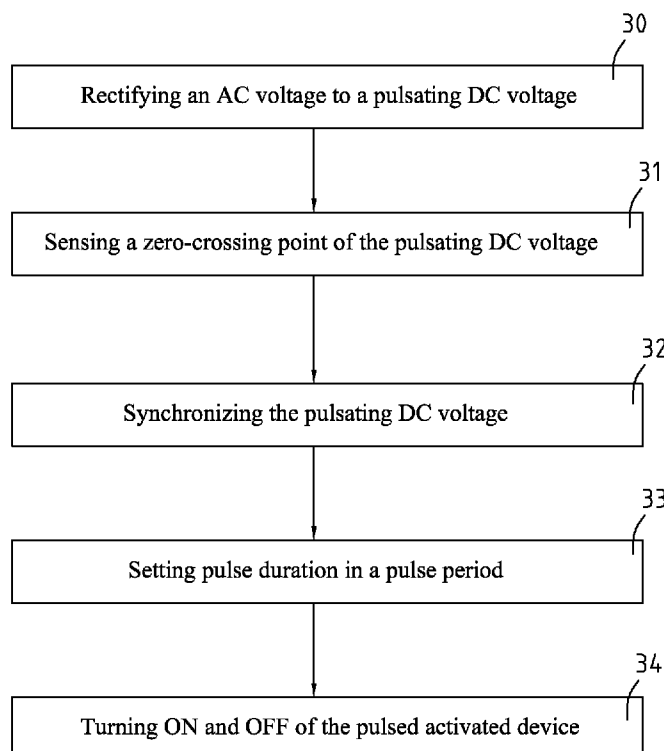 30
Rectifying an AC voltage to a pulsating DC voltage
31
Sensing a zero-crossing point of the pulsating DC voltage
32
Synchronizing the pulsating DC voltage
33
Setting pulse duration in a pulse period
34
Turning ON and OFF of the pulsed activated device